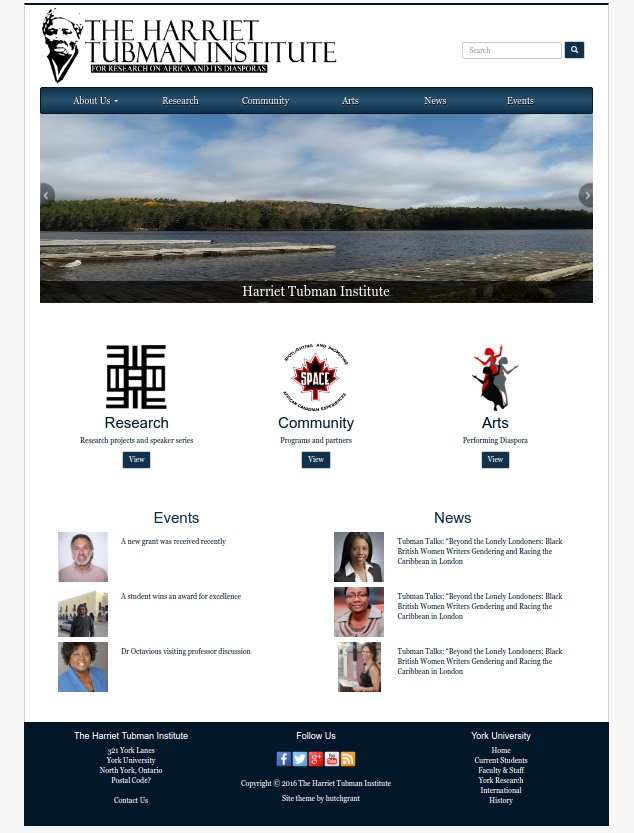 THE HARRIET
TUBMAN INSTITUTE
FOR RESEARCH ON AFRICA AND ITS DIASPORAS
Search
About Us
Research
Community
Arts
News
Events
Harriet Tubman Institute
SPOTLIGHTING AND PROMOTING
SPACE
AFRICAN CANADIAN EXPERIENCES
Research
Research projects and speaker series
View
Community
Programs and partners
View
Arts
Performing Diaspora
View
Events
A new grant was received recently
A student wins an award for excellence
Dr Octavious visiting professor discussion
News
Tubman Talks: "Beyond the Lonely Londoners: Black
British Women Writers Gendering and Racing the
Caribbean in London
Tubman Talks: "Beyond the Lonely Londoners: Black
British Women Writers Gendering and Racing the
Caribbean in London
Tubman Talks: "Beyond the Lonely Londoners: Black
British Women Writers Gendering and Racing the
Caribbean in London
The Harriet Tubman Institute
321 York Lanes
York University
North York, Ontario
Postal Code?
Contact Us
Follow Us
You
Tube
Copyright © 2016 The Harriet Tubman Institute
Site theme by hutchgrant
York University
Home
Current Students
Faculty & Staff
York Research
International
History